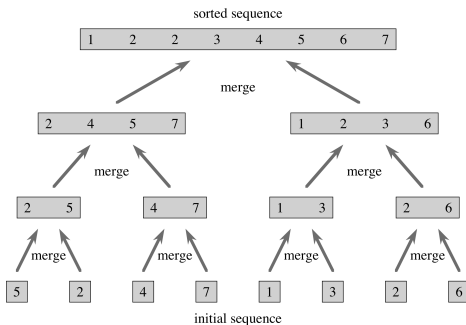 sorted sequence
1 2 2 3 4 5 6 7
merge
2 4 5 7 1 2 3 6
merge merge
2 5 4 7 1 3 2 6
merge merge merge merge
5 2 4 7 1 3 2 6
initial sequence